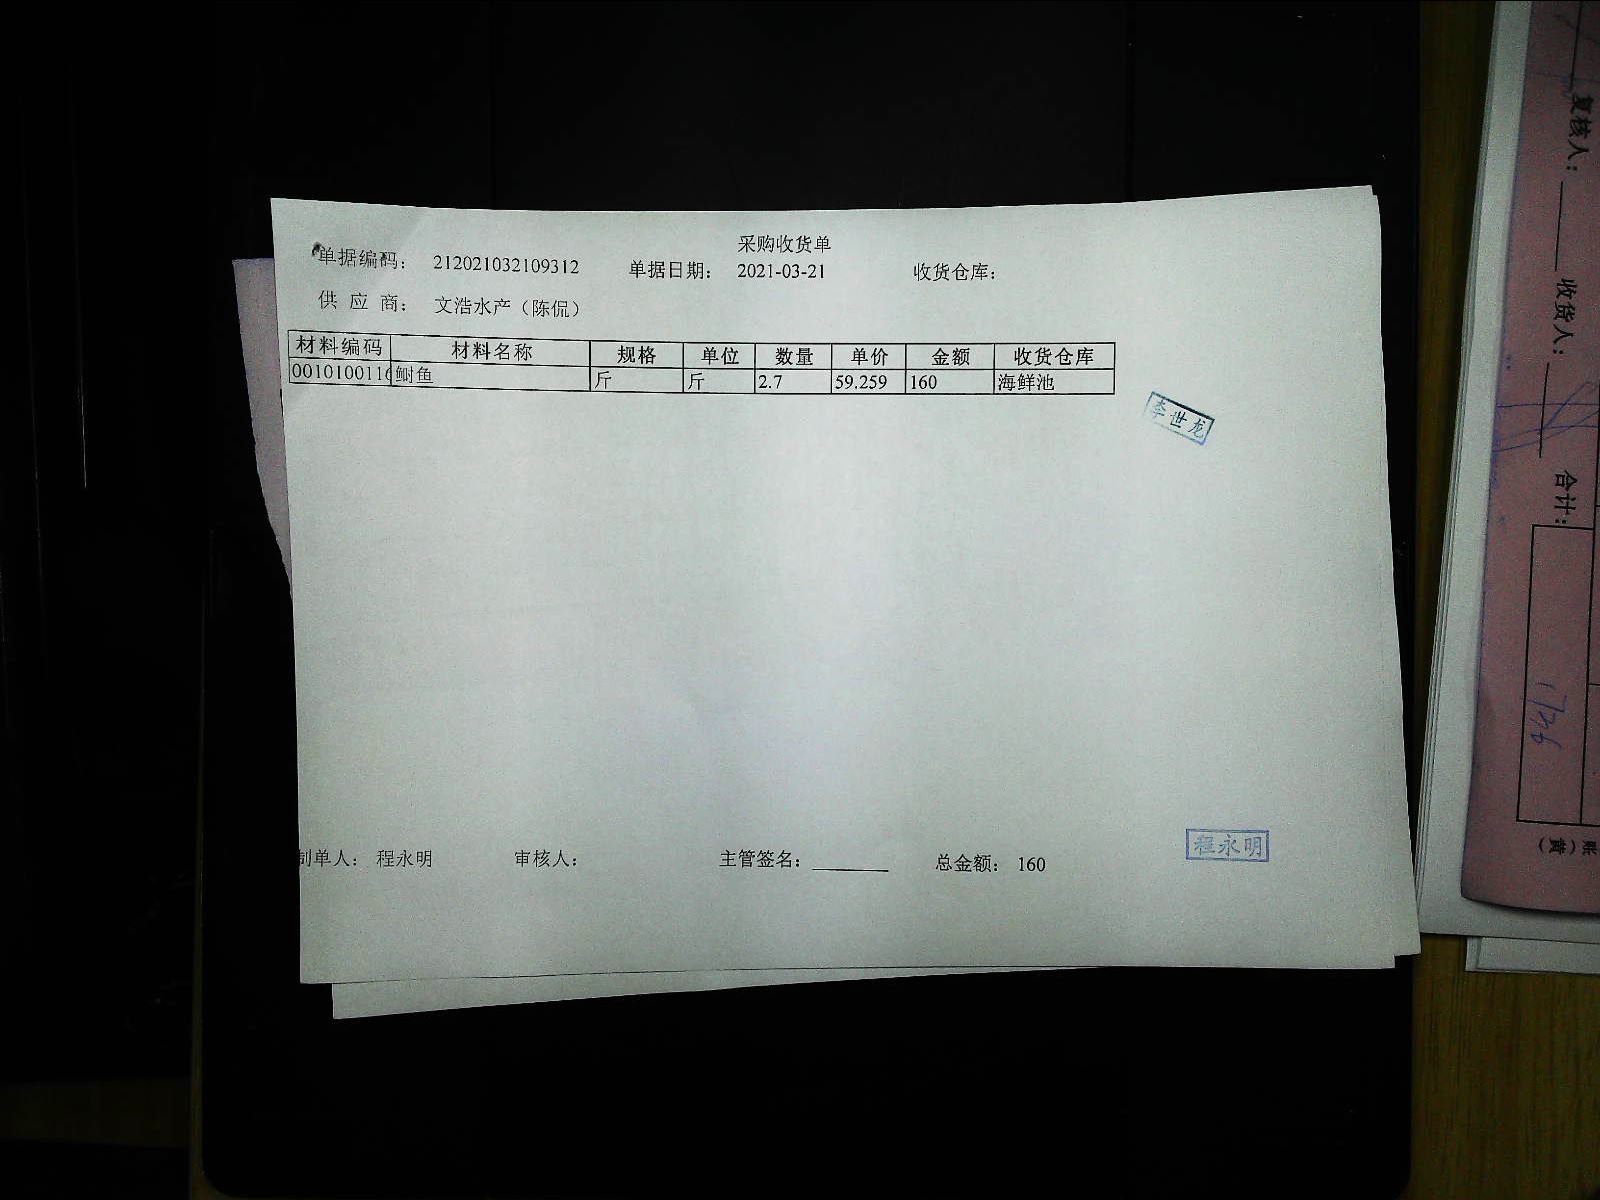 采购收货单
单据编码： 212021032109312 单据日期： 2021-03-21 收货仓库：
供 应 商： 文浩水产（陈侃）
材料编码 材料名称 规格 单位 数量 单价 金额 收货仓库
0010100116 鲥鱼 斤 斤 2.7 59.259 160 海鲜池
李世龙
制单人： 程永明 审核人： 主管签名： 总金额： 160
程永明
复核人： 收货人： 合计：
1736
（黄）账